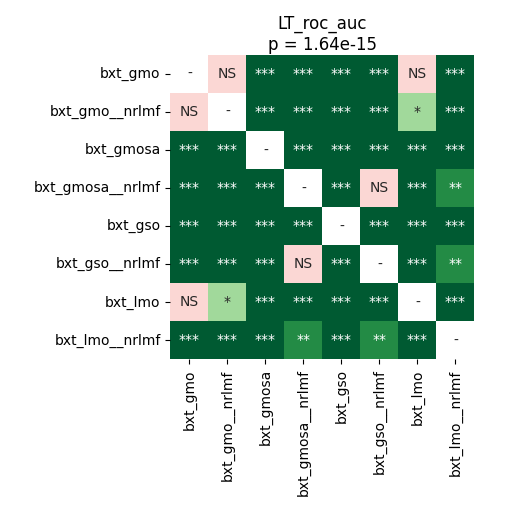 LT_roc_auc
p = 1.64e-15
bxt_gmo - NS *** *** *** *** NS ***
bxt_gmo__nrlmf NS - *** *** *** *** * ***
bxt_gmosa *** *** - *** *** *** *** ***
bxt_gmosa__nrlmf *** *** *** - *** NS *** **
bxt_gso *** *** *** *** - *** *** ***
bxt_gso__nrlmf *** *** *** NS *** - *** **
bxt_lmo NS * *** *** *** *** - ***
bxt_lmo__nrlmf *** *** *** ** *** ** *** -
bxt_gmo
bxt_gmo__nrlmf
bxt_gmosa
bxt_gmosa__nrlmf
bxt_gso
bxt_gso__nrlmf
bxt_lmo
bxt_lmo__nrlmf